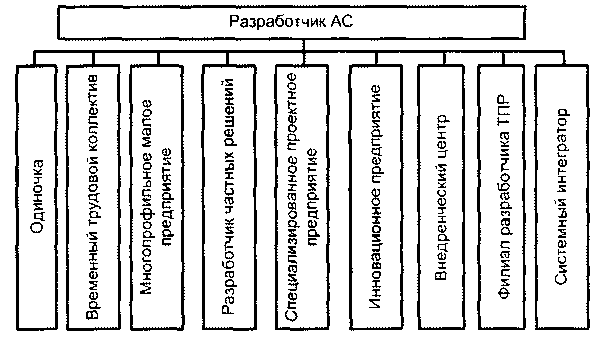 Разработчик АС
Одиночка
Временный трудовой коллектив
Многопрофильное малое
предприятие
Разработчик частных решений
Специализированное проектное
предприятие
Инновационное предприятие
Внедренческий центр
Филиал разработчика ТПР
Системный интегратор